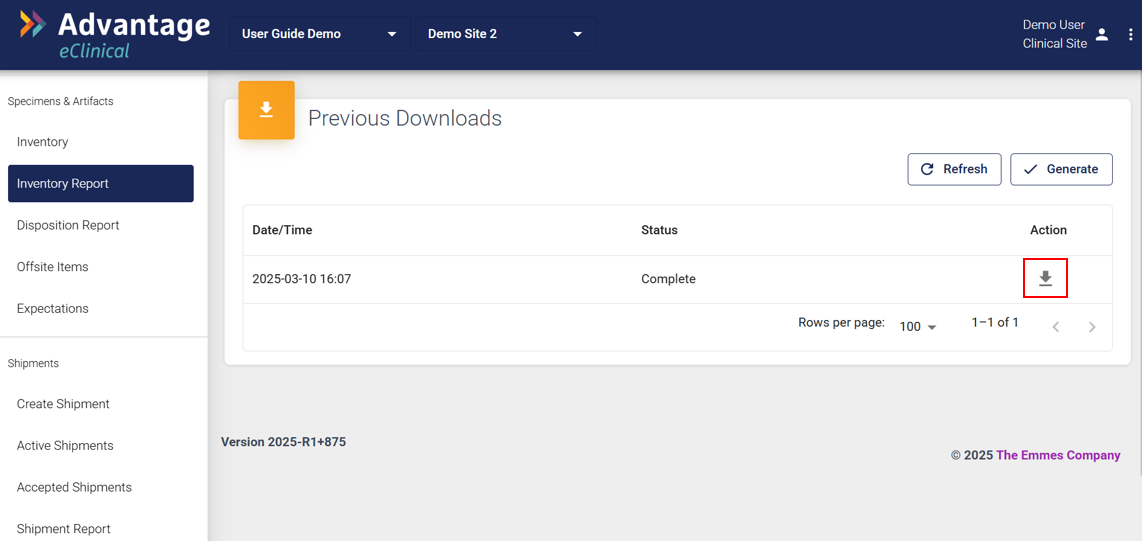 Advantage
eClinical
User Guide Demo
Demo Site 2
Demo User
Clinical Site
Specimens & Artifacts
Inventory
Inventory Report
Disposition Report
Offsite Items
Expectations
Shipments
Create Shipment
Active Shipments
Accepted Shipments
Shipment Report
Previous Downloads
Refresh
Generate
Date/Time Status Action
2025-03-10 16:07 Complete
Rows per page: 100 1–1 of 1
Version 2025-R1+875
© 2025 The Emmes Company